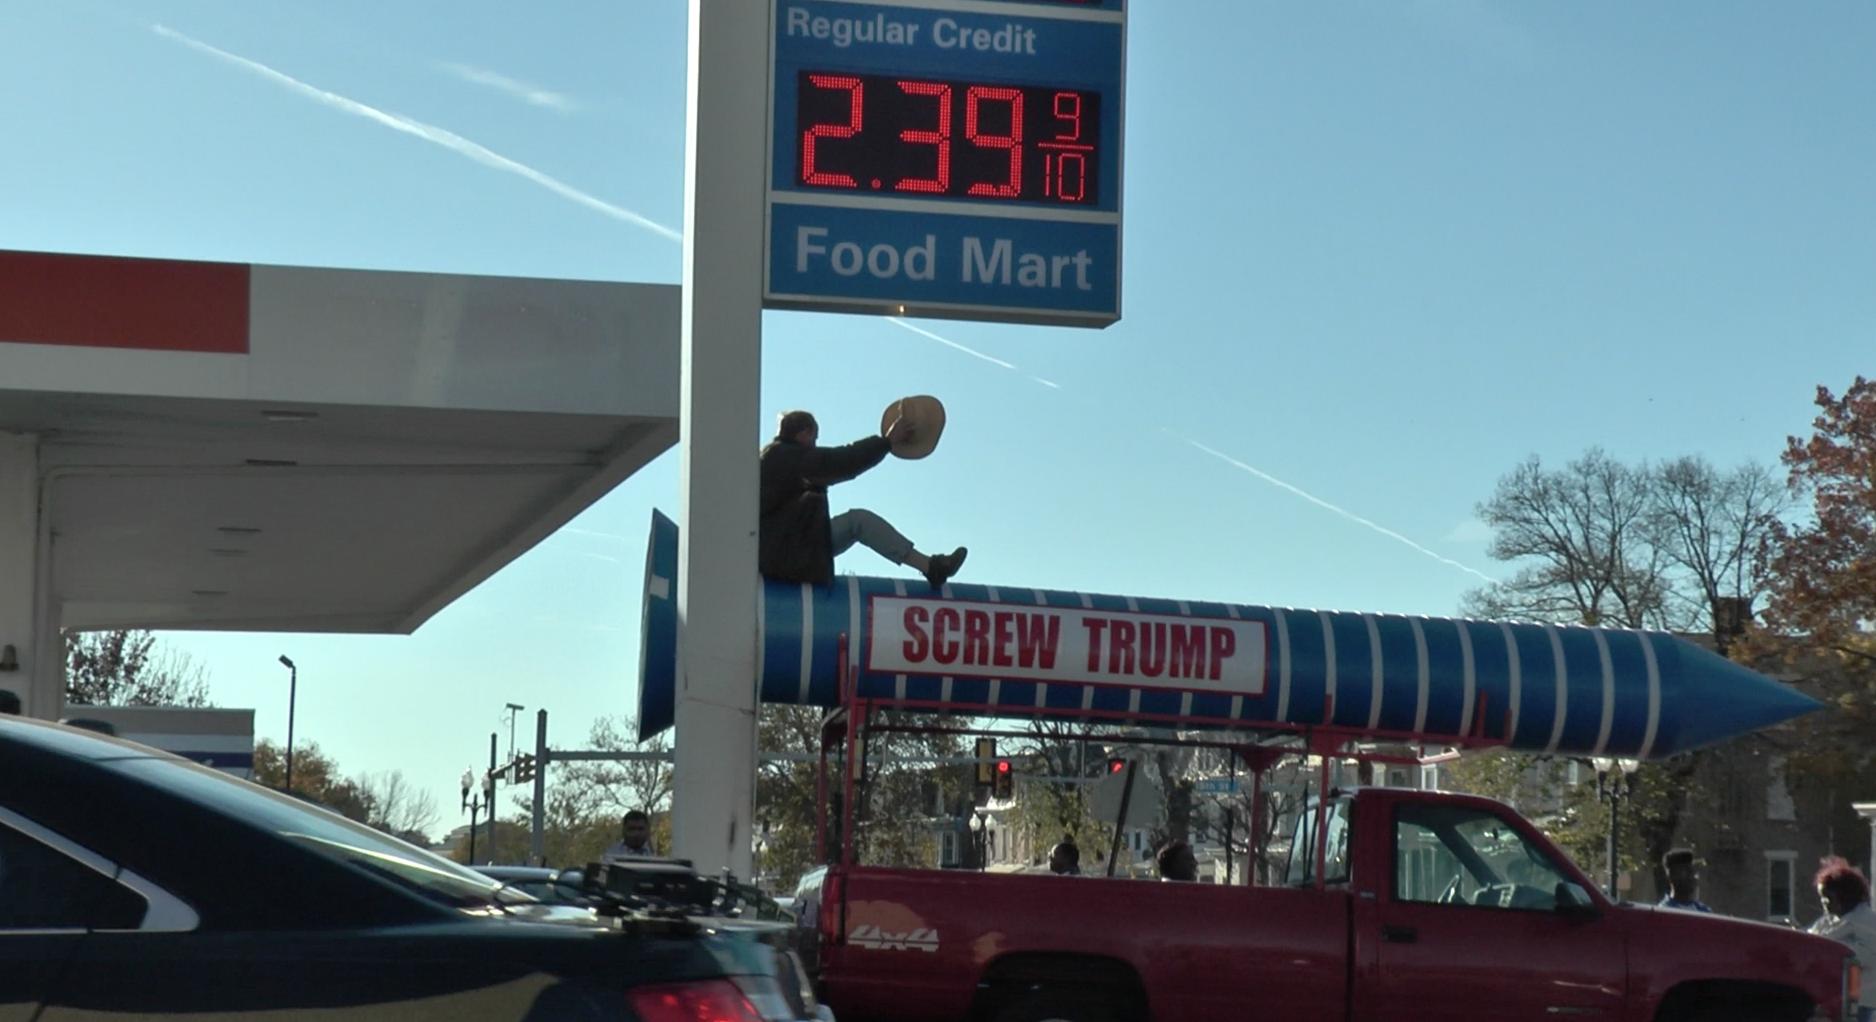 Regular Credit
2.39 9/10
Food Mart
SCREW TRUMP
4x4